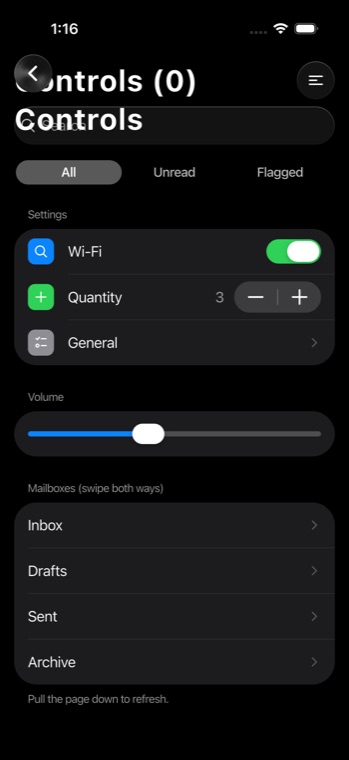 1:16
Controls (0)
Controls
Search
All
Unread
Flagged
Settings
Wi-Fi
Quantity
3
General
Volume
Mailboxes (swipe both ways)
Inbox
Drafts
Sent
Archive
Pull the page down to refresh.